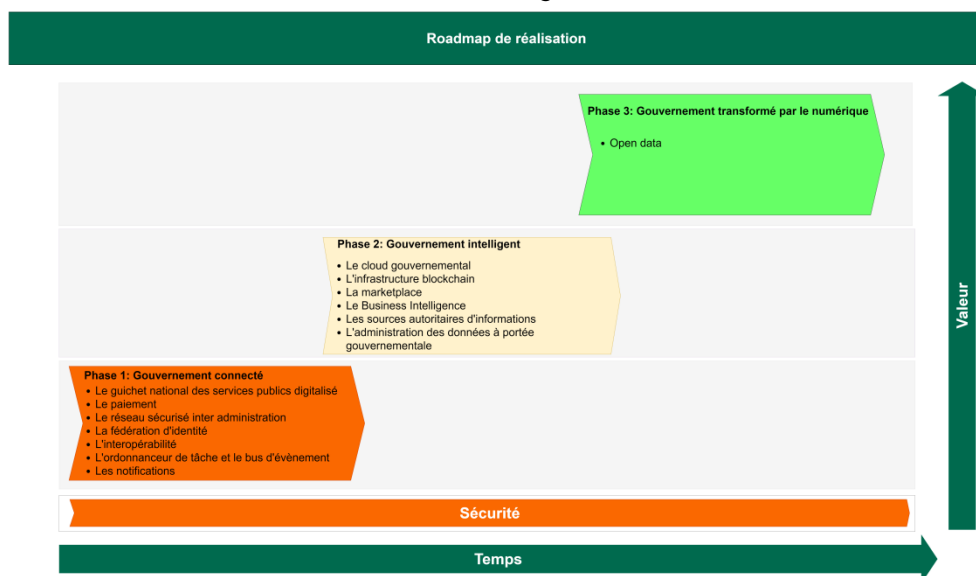 Roadmap de réalisation
Phase 3: Gouvernement transformé par le numérique
• Open data
Phase 2: Gouvernement intelligent
• Le cloud gouvernemental
• L'infrastructure blockchain
• La marketplace
• Le Business Intelligence
• Les sources autoritaires d'informations
• L'administration des données à portée
gouvernementale
Phase 1: Gouvernement connecté
• Le guichet national des services publics digitalisé
• Le paiement
• Le réseau sécurisé inter administration
• La fédération d'identité
• L'interopérabilité
• L'ordonnanceur de tâche et le bus d'évènement
• Les notifications
Valeur
Sécurité
Temps